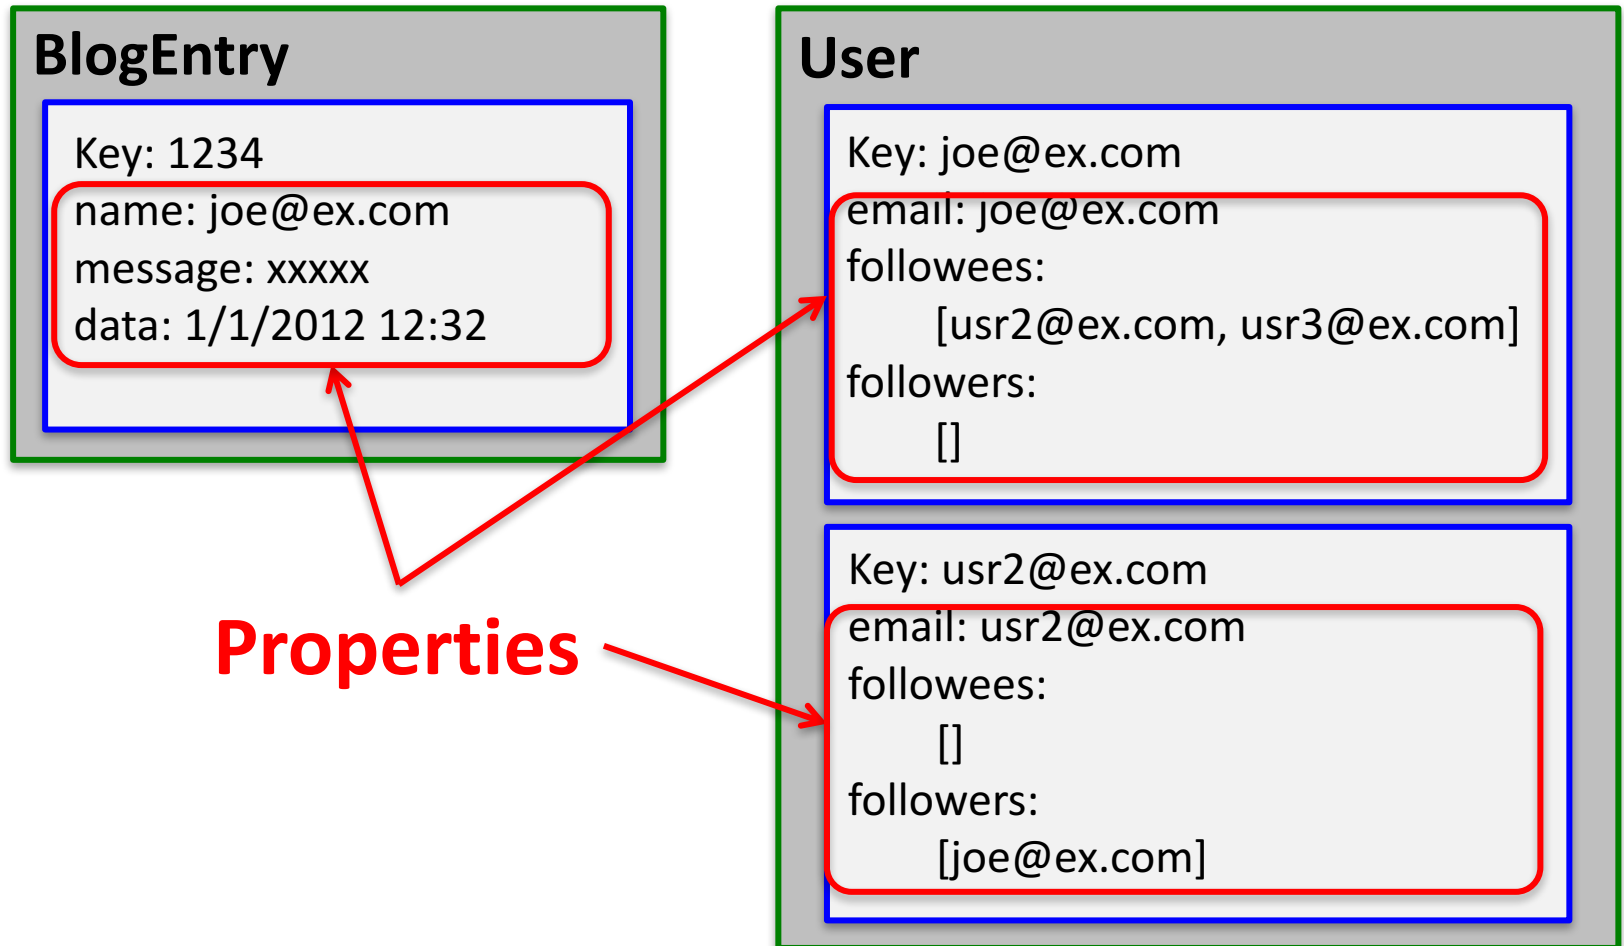 BlogEntry
Key: 1234
name: joe@ex.com
message: xxxxx
data: 1/1/2012 12:32
User
Key: joe@ex.com
email: joe@ex.com
followees:
[usr2@ex.com, usr3@ex.com]
followers:
[]
Key: usr2@ex.com
email: usr2@ex.com
followees:
[]
followers:
[joe@ex.com]
Properties